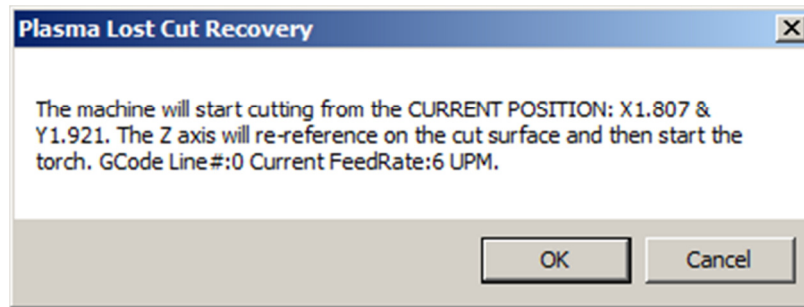 Plasma Lost Cut Recovery
The machine will start cutting from the CURRENT POSITION: X1.807 &
Y1.921. The Z axis will re-reference on the cut surface and then start the
torch. GCode Line#:0 Current FeedRate:6 UPM.
OK Cancel